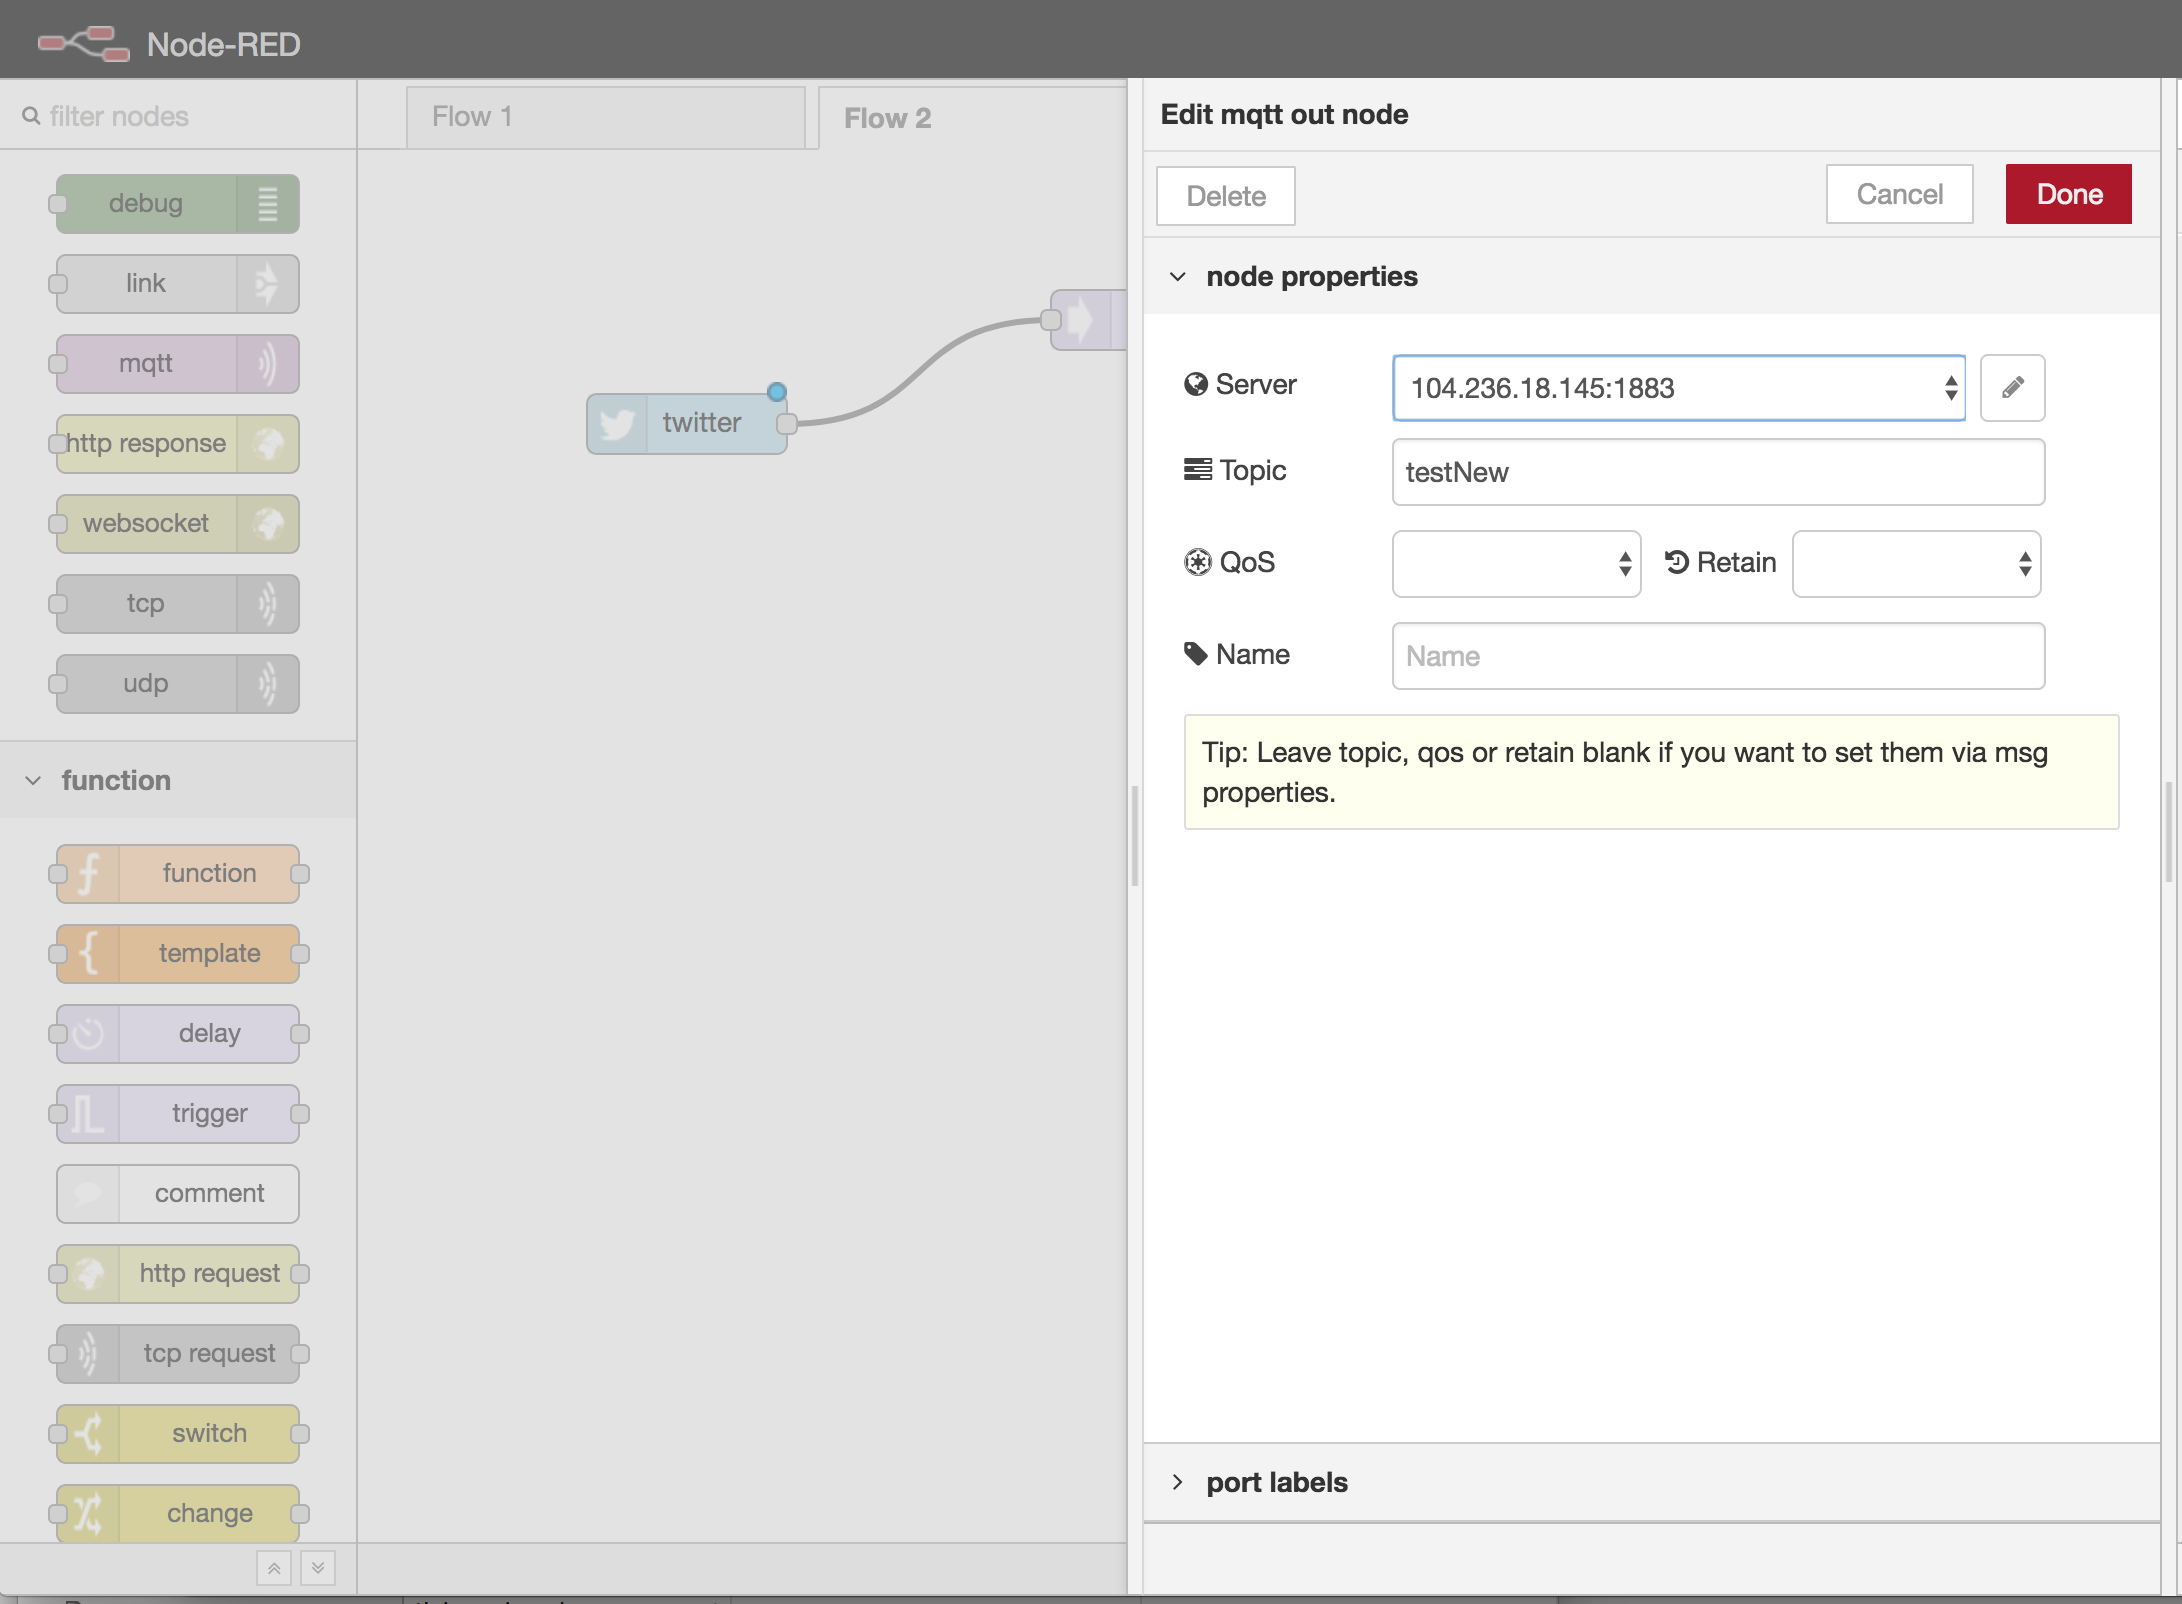 Node-RED
filter nodes
debug
link
mqtt
http response
websocket
tcp
udp
function
function
template
delay
trigger
comment
http request
tcp request
switch
change
Flow 1
Flow 2
twitter
Edit mqtt out node
Delete
Cancel
Done
node properties
Server
104.236.18.145:1883
Topic
testNew
QoS
Retain
Name
Name
Tip: Leave topic, qos or retain blank if you want to set them via msg
properties.
port labels